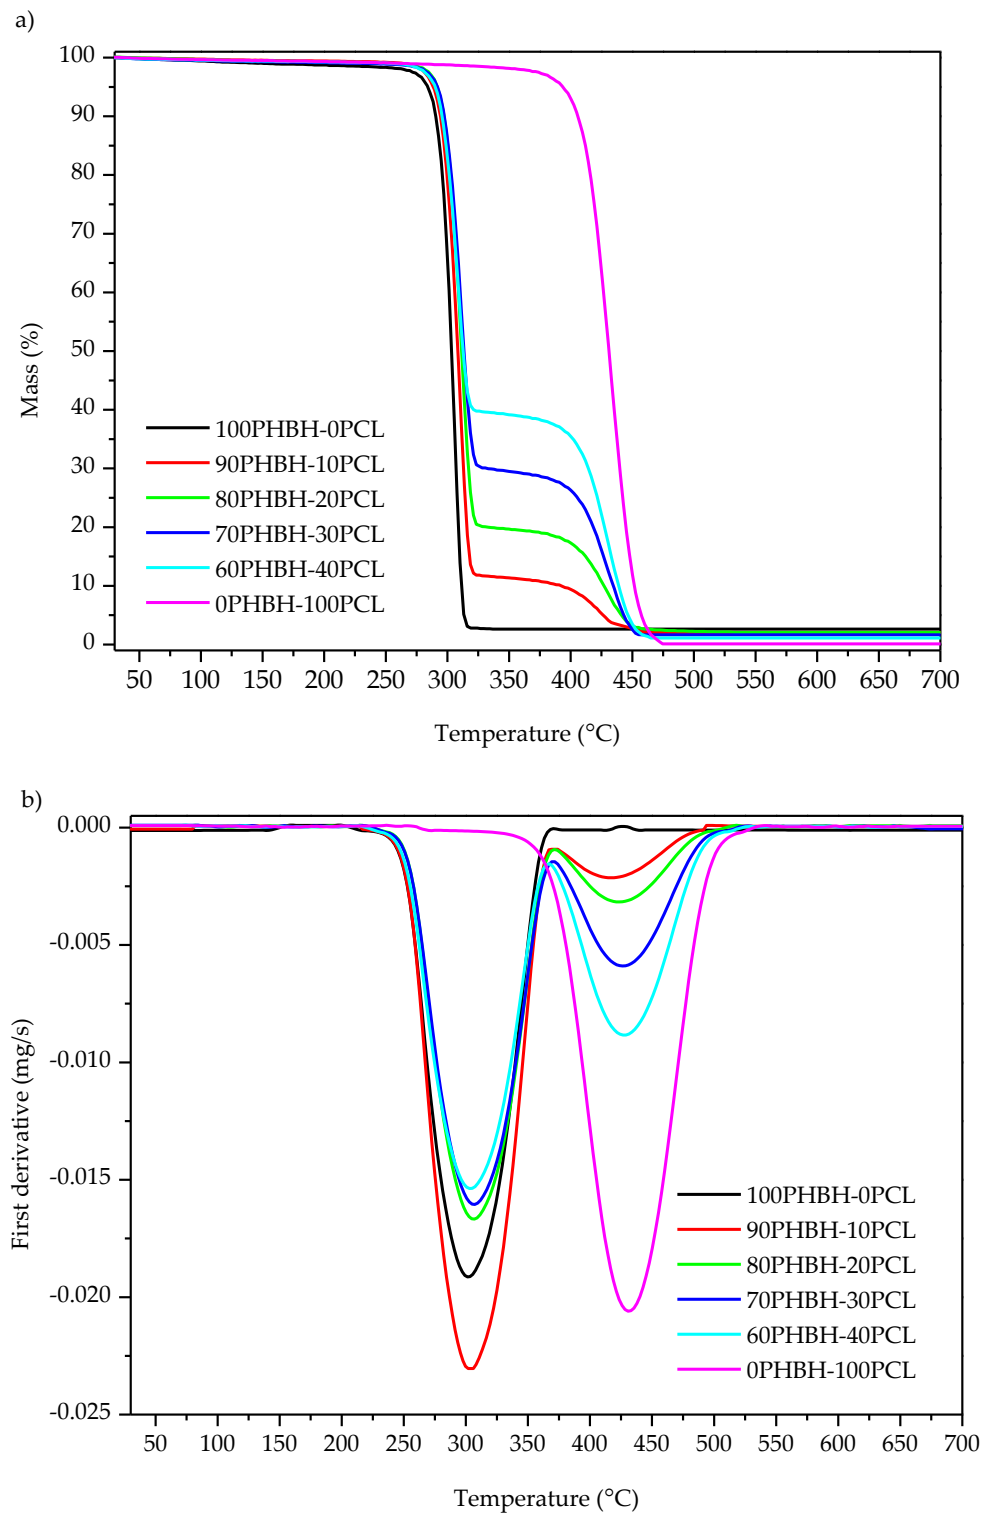 a)
100
90
80
70
60
50
40
30
20
10
0
Mass (%)
100PHBH-0PCL
90PHBH-10PCL
80PHBH-20PCL
70PHBH-30PCL
60PHBH-40PCL
0PHBH-100PCL
50 100 150 200 250 300 350 400 450 500 550 600 650 700
Temperature (°C)
b)
0.000
-0.005
-0.010
-0.015
-0.020
-0.025
First derivative (mg/s)
100PHBH-0PCL
90PHBH-10PCL
80PHBH-20PCL
70PHBH-30PCL
60PHBH-40PCL
0PHBH-100PCL
50 100 150 200 250 300 350 400 450 500 550 600 650 700
Temperature (°C)